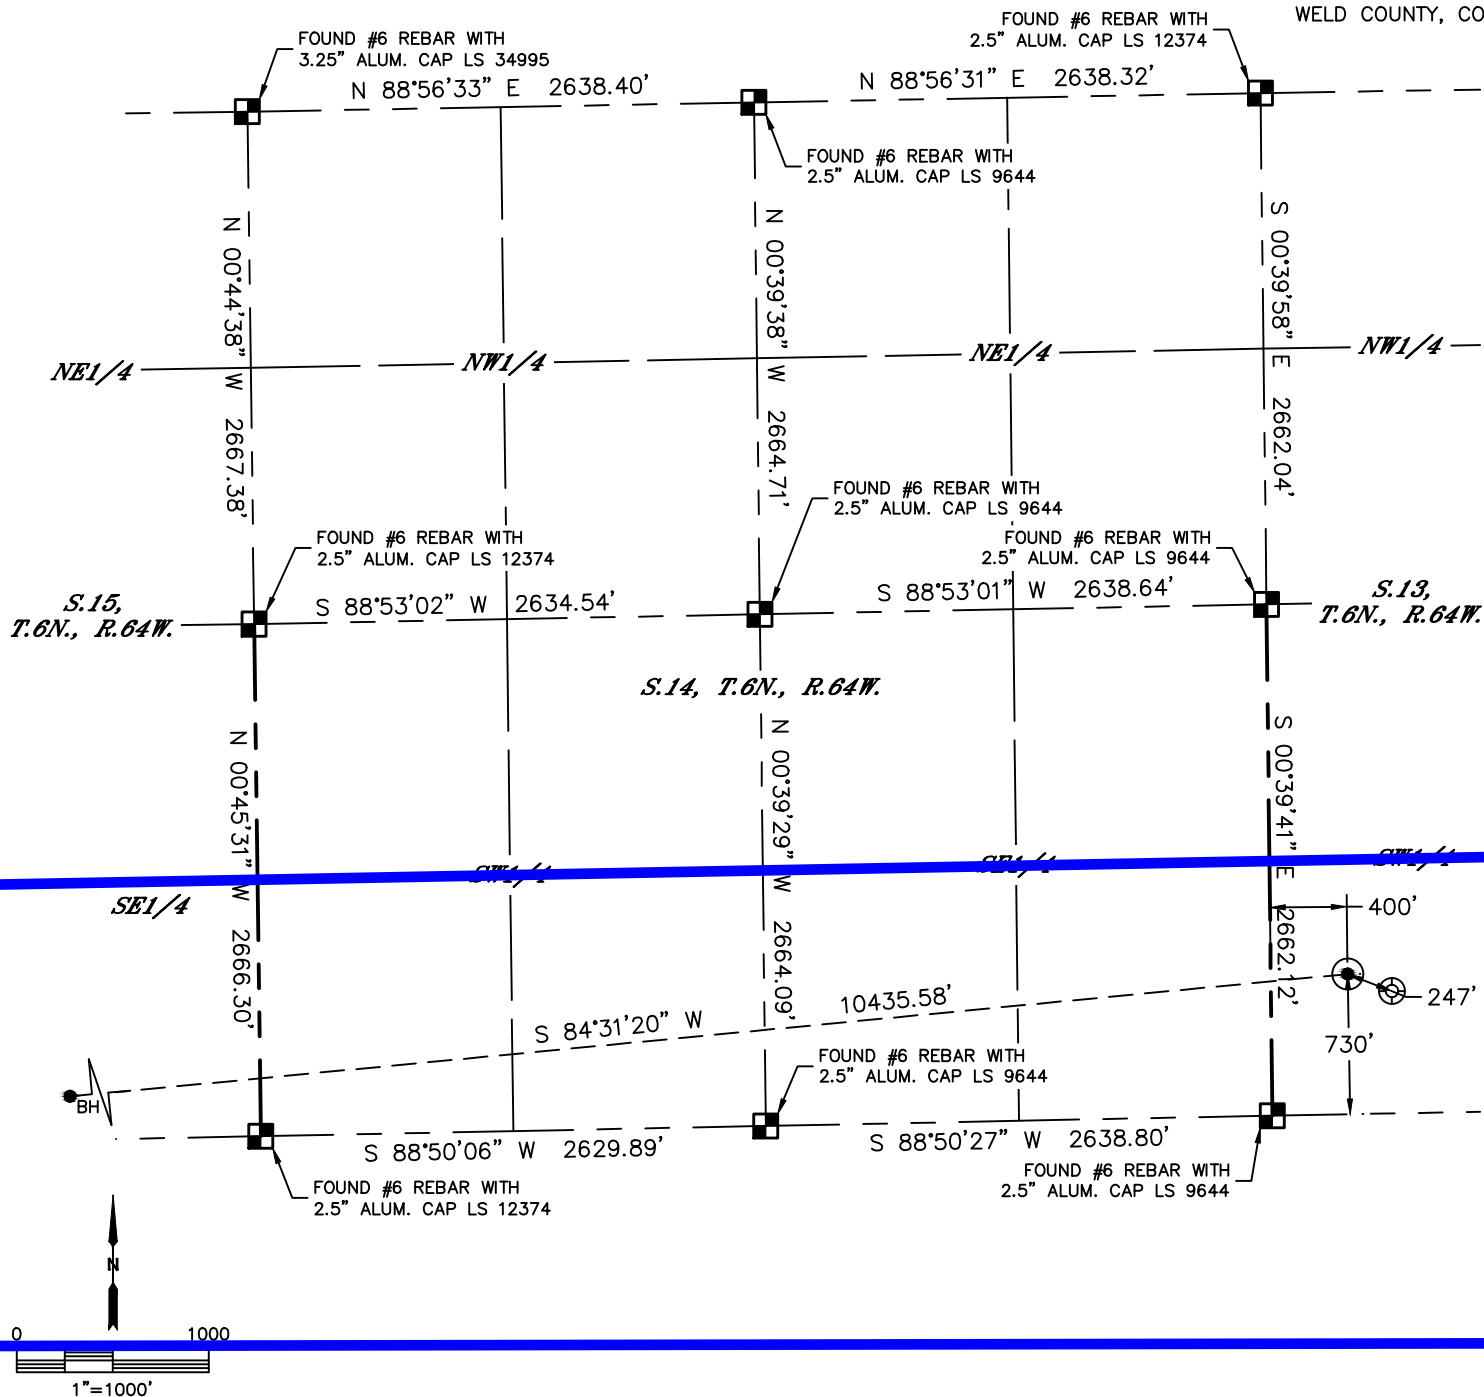 WELD COUNTY, CO
FOUND #6 REBAR WITH
3.25" ALUM. CAP LS 34995
FOUND #6 REBAR WITH
2.5" ALUM. CAP LS 12374
N 88°56'33" E 2638.40'
N 88°56'31" E 2638.32'
FOUND #6 REBAR WITH
2.5" ALUM. CAP LS 9644
N 00°44'38" W 2667.38'
N 00°39'38" W 2664.71'
S 00°39'58" E 2662.04'
NE1/4
NW1/4
NE1/4
NW1/4
FOUND #6 REBAR WITH
2.5" ALUM. CAP LS 9644
FOUND #6 REBAR WITH
2.5" ALUM. CAP LS 12374
FOUND #6 REBAR WITH
2.5" ALUM. CAP LS 9644
S.15,
T.6N., R.64W.
S 88°53'02" W 2634.54'
S 88°53'01" W 2638.64'
S.13,
T.6N., R.64W.
S.14, T.6N., R.64W.
N 00°45'31" W 2666.30'
N 00°39'29" W 2664.09'
S 00°39'41" E 2662.12'
SW1/4
SE1/4
SW1/4
SE1/4
400'
247'
730'
S 84°31'20" W 10435.58'
BH
FOUND #6 REBAR WITH
2.5" ALUM. CAP LS 9644
S 88°50'06" W 2629.89'
S 88°50'27" W 2638.80'
FOUND #6 REBAR WITH
2.5" ALUM. CAP LS 12374
FOUND #6 REBAR WITH
2.5" ALUM. CAP LS 9644
N
0 1000
1"=1000'